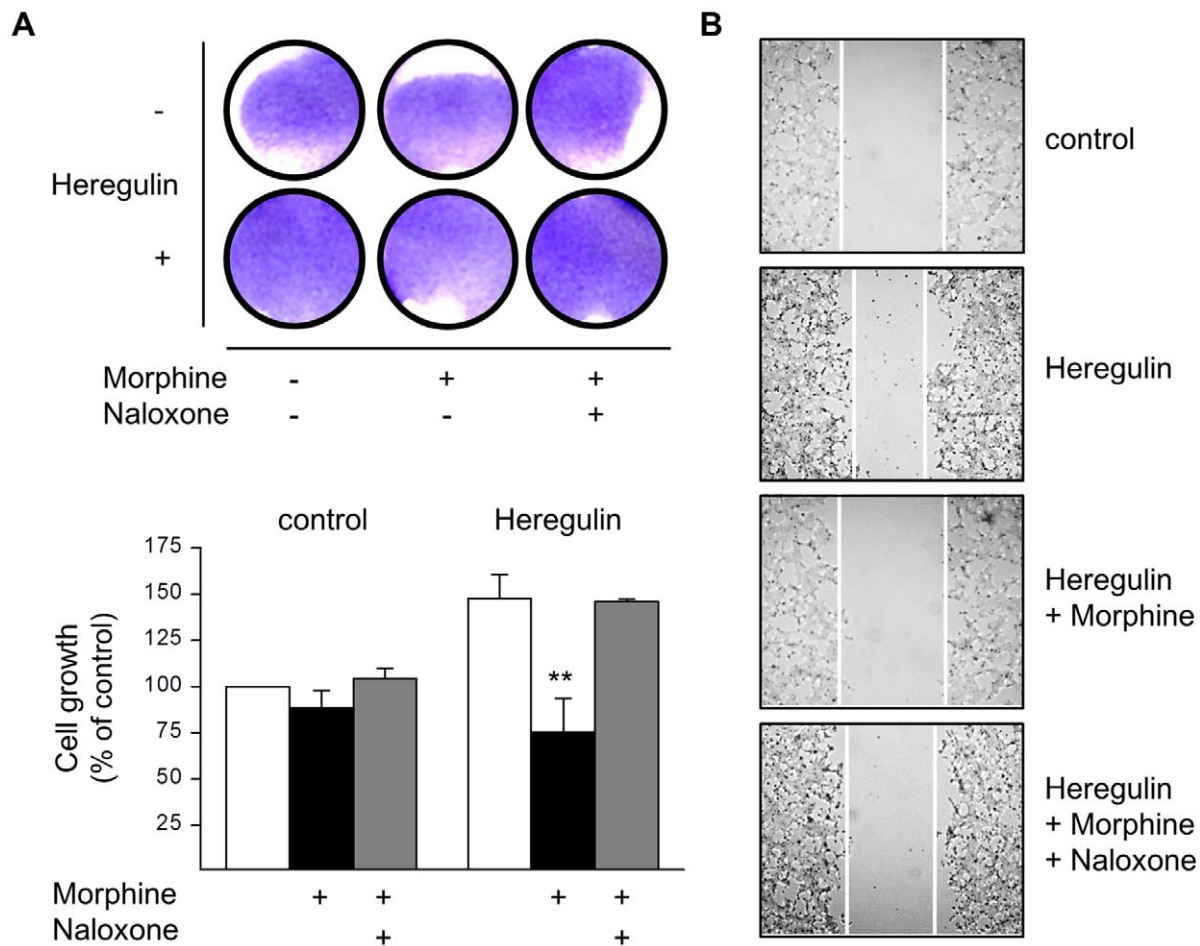 A
-
Heregulin
+
Morphine - + +
Naloxone - - +
control Heregulin
175
150
125
100
75
50
25
Cell growth
(% of control)
**
Morphine + + + +
Naloxone + +
B
control
Heregulin
Heregulin
+ Morphine
Heregulin
+ Morphine
+ Naloxone